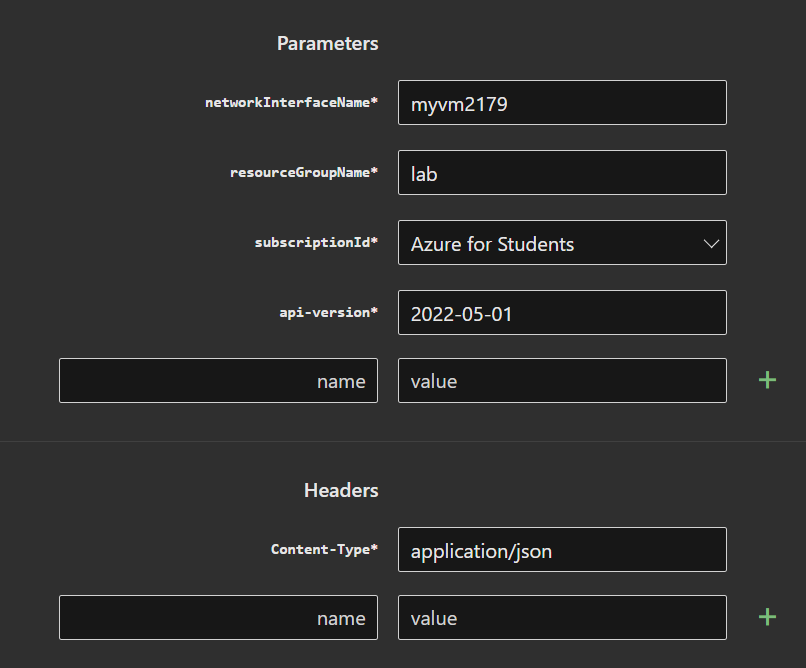 Parameters
networkInterfaceName* myvm2179
resourceGroupName* lab
subscriptionId* Azure for Students
api-version* 2022-05-01
name value +
Headers
Content-Type* application/json
name value +